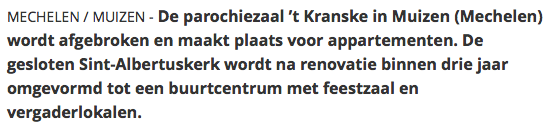 MECHELEN / MUIZEN - De parochiezaal ’t Kranske in Muizen (Mechelen)
wordt afgebroken en maakt plaats voor appartementen. De
gesloten Sint-Albertuskerk wordt na renovatie binnen drie jaar
omgevormd tot een buurtcentrum met feestzaal en
vergaderlokalen.